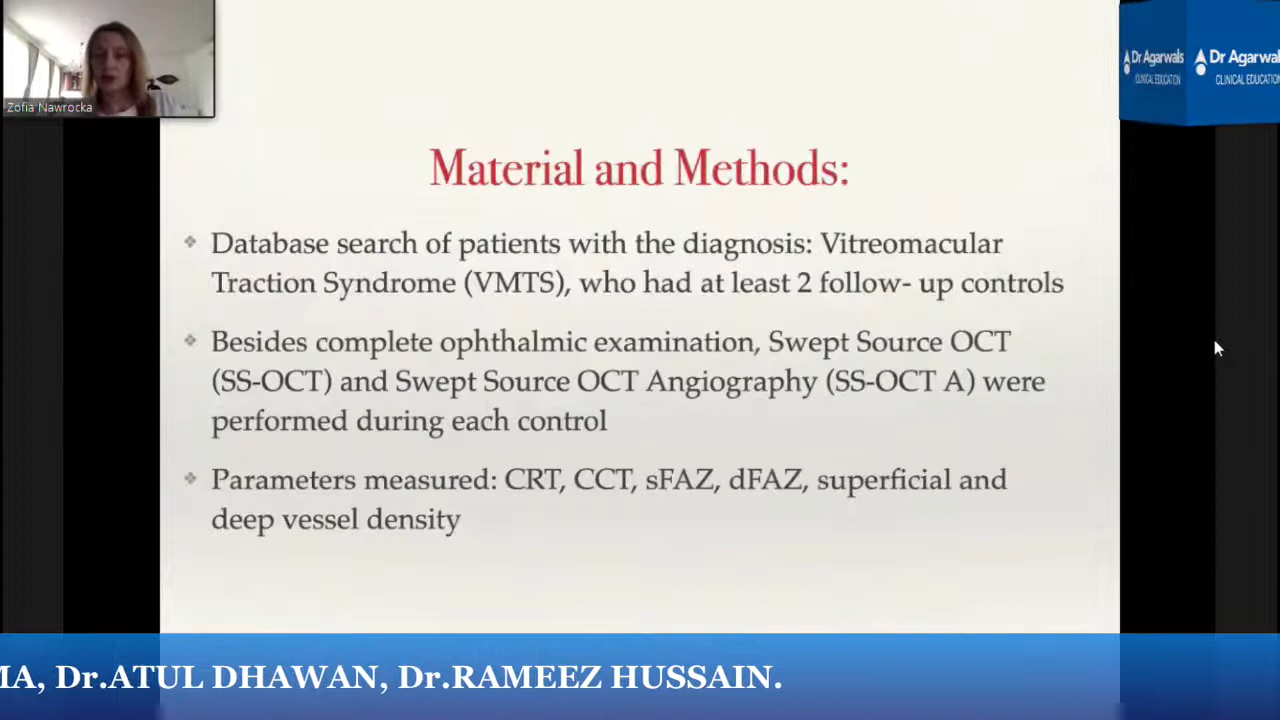 Zofia Nawrocka
Dr Agarwals
CLINICAL EDUCATION
Dr Agarwal
CLINICAL EDUCATION
Material and Methods:
Database search of patients with the diagnosis: Vitreomacular
Traction Syndrome (VMTS), who had at least 2 follow- up controls
Besides complete ophthalmic examination, Swept Source OCT
(SS-OCT) and Swept Source OCT Angiography (SS-OCT A) were
performed during each control
Parameters measured: CRT, CCT, sFAZ, dFAZ, superficial and
deep vessel density
MA, Dr.ATUL DHAWAN, Dr.RAMEEZ HUSSAIN.